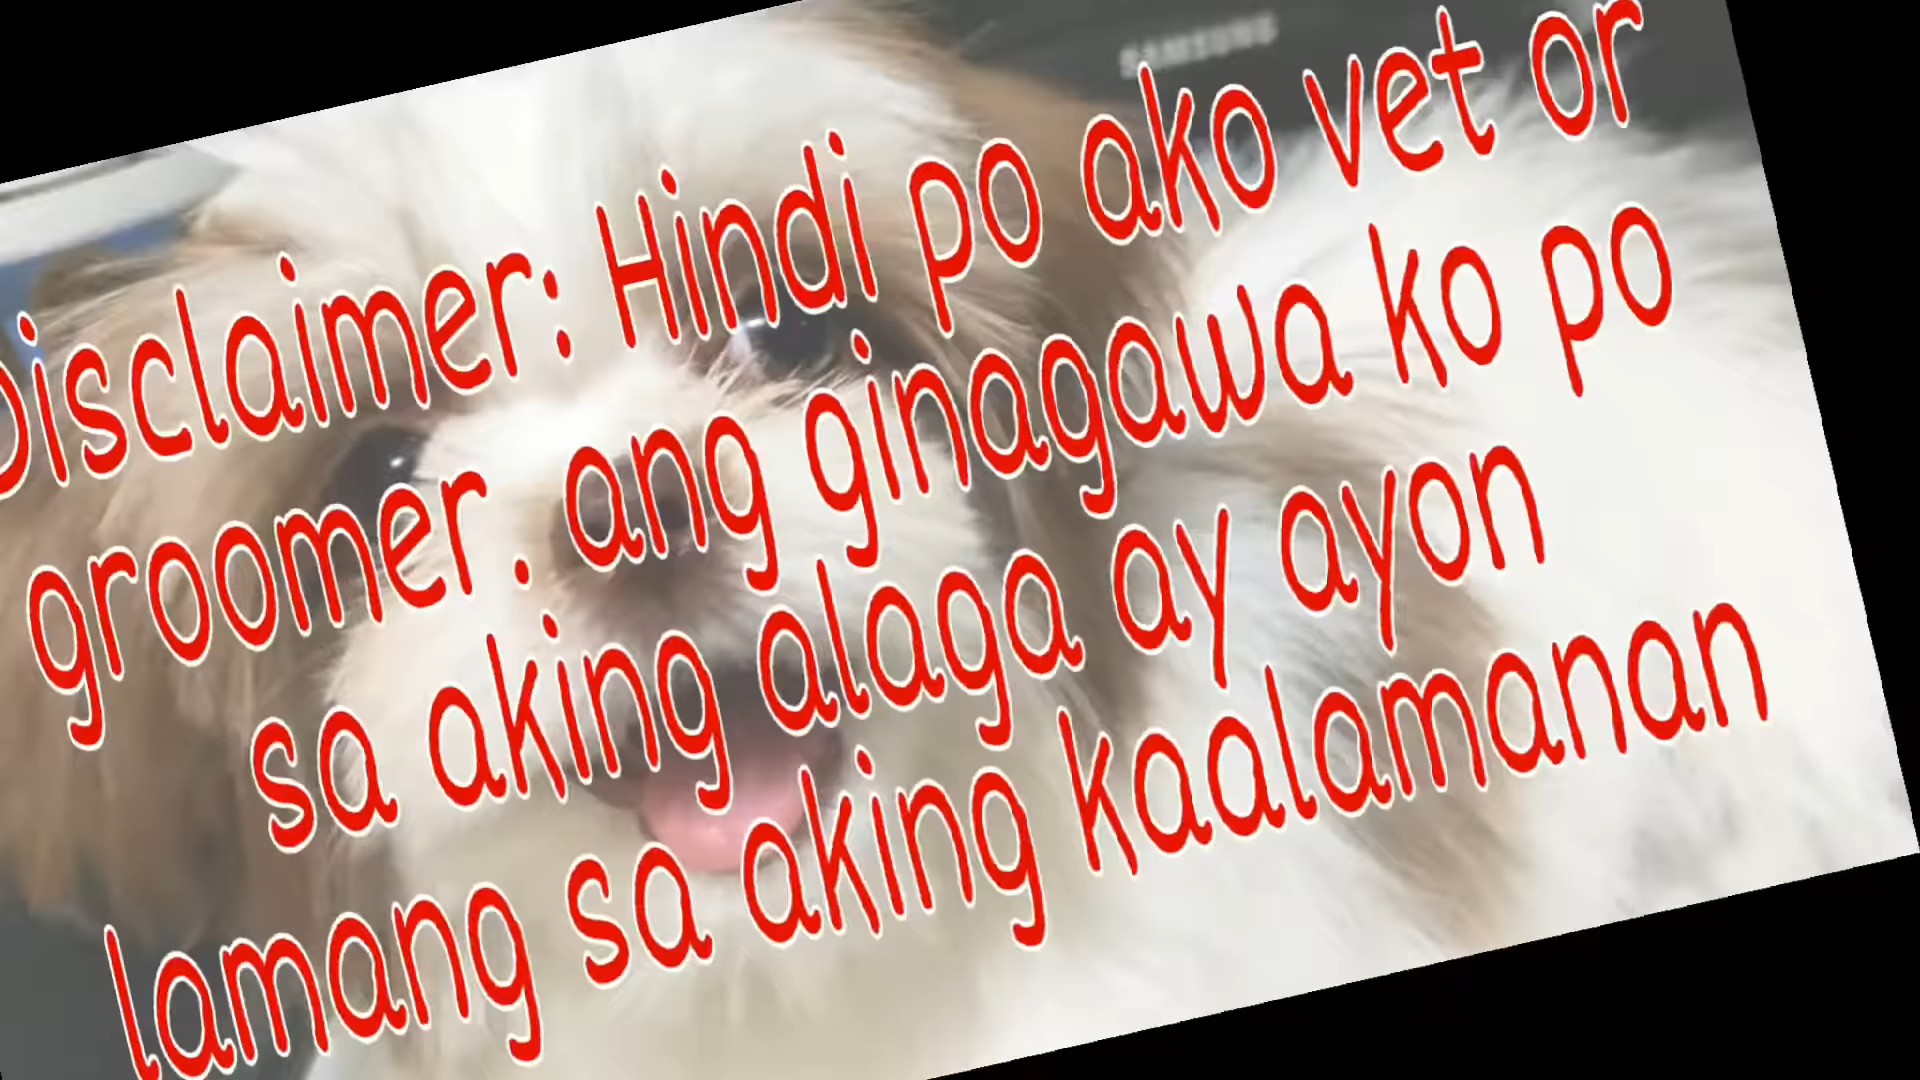 SAMSUNG
Disclaimer: Hindi po ako vet or
groomer. ang ginagawa ko po
sa aking alaga ay ayon
lamang sa aking kaalamanan